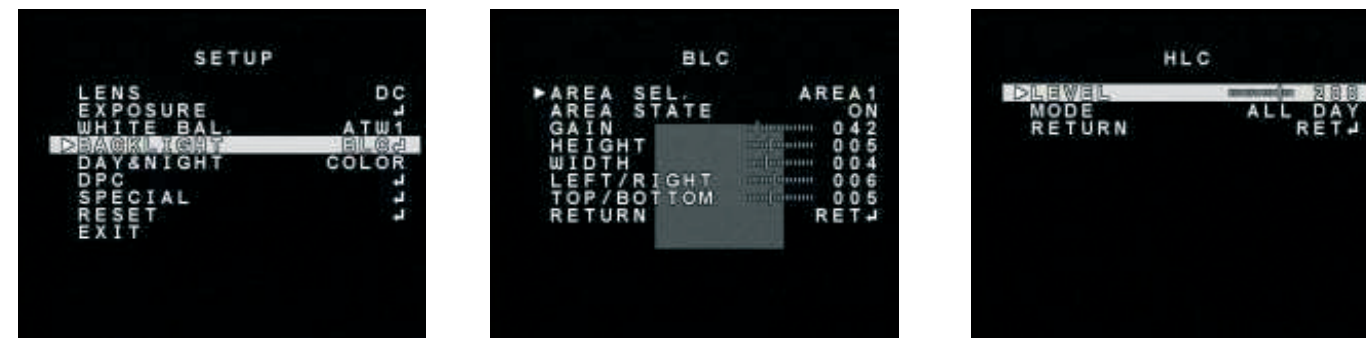 SETUP
LENS DC
EXPOSURE ↲
WHITE BAL. ATW1
▷BACKLIGHT BLC↲
DAY&NIGHT COLOR
DPC ↲
SPECIAL ↲
RESET ↲
EXIT
BLC
►AREA SEL. AREA1
AREA STATE ON
GAIN 042
HEIGHT 005
WIDTH 004
LEFT/RIGHT 006
TOP/BOTTOM 005
RETURN RET↲
HLC
▷LEVEL
MODE ALL DAY
RETURN RET↲